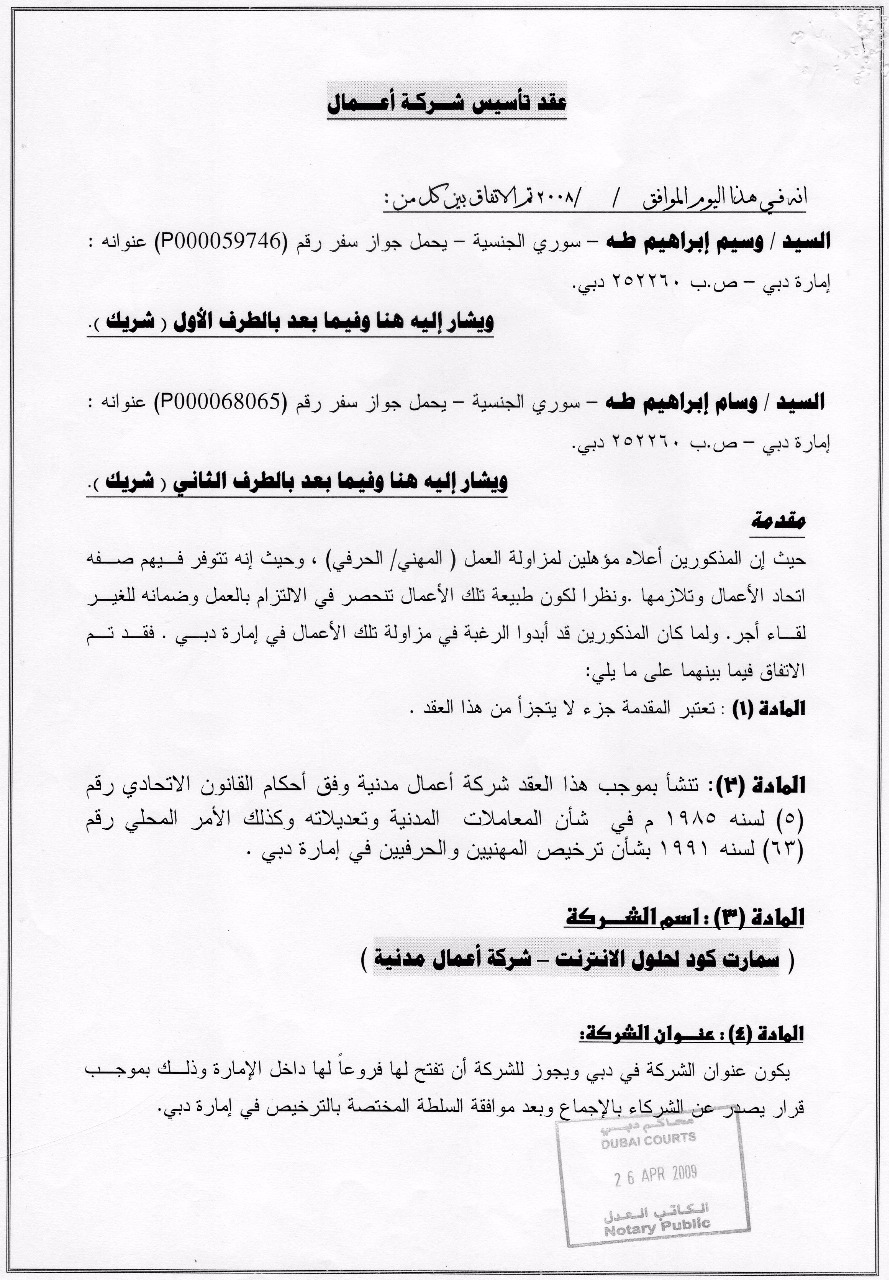 عقد تأسيس شركة أعمال
انه في هذا اليوم الموافق / /٢٠٠٨ تم الاتفاق بين كل من :
السيد / وسيم إبراهيم طه – سوري الجنسية – يحمل جواز سفر رقم (P000059746) عنوانه :
إمارة دبي – ص.ب ٢٥٢٢٦٠ دبي.
ويشار إليه هنا وفيما بعد بالطرف الأول ( شريك ).
السيد / وسام إبراهيم طه – سوري الجنسية – يحمل جواز سفر رقم (P000068065) عنوانه :
إمارة دبي – ص.ب ٢٥٢٢٦٠ دبي.
ويشار إليه هنا وفيما بعد بالطرف الثاني ( شريك ).
مقدمة
حيث إن المذكورين أعلاه مؤهلين لمزاولة العمل ( المهني/ الحرفي) ، وحيث إنه تتوفر فيهم صفه
اتحاد الأعمال وتلازمها .ونظرا لكون طبيعة تلك الأعمال تنحصر في الالتزام بالعمل وضمانه للغير
لقاء أجر. ولما كان المذكورين قد أبدوا الرغبة في مزاولة تلك الأعمال في إمارة دبي . فقد تم
الاتفاق فيما بينهما على ما يلي:
المادة (١) : تعتبر المقدمة جزء لا يتجزأ من هذا العقد .
المادة (٢): تنشأ بموجب هذا العقد شركة أعمال مدنية وفق أحكام القانون الاتحادي رقم
(٥) لسنه ١٩٨٥ م في شأن المعاملات المدنية وتعديلاته وكذلك الأمر المحلي رقم
(٦٣) لسنه ١٩٩١ بشأن ترخيص المهنيين والحرفيين في إمارة دبي .
المادة (٣) : اسم الشركة
( سمارت كود لحلول الانترنت – شركة أعمال مدنية )
المادة (٤) : عنوان الشركة:
يكون عنوان الشركة في دبي ويجوز للشركة أن تفتح لها فروعاً لها داخل الإمارة وذلك بموجب
قرار يصدر عن الشركاء بالإجماع وبعد موافقة السلطة المختصة بالترخيص في إمارة دبي.
محاكم دبي
DUBAI COURTS
26 APR 2009
الكاتب العدل
Notary Public